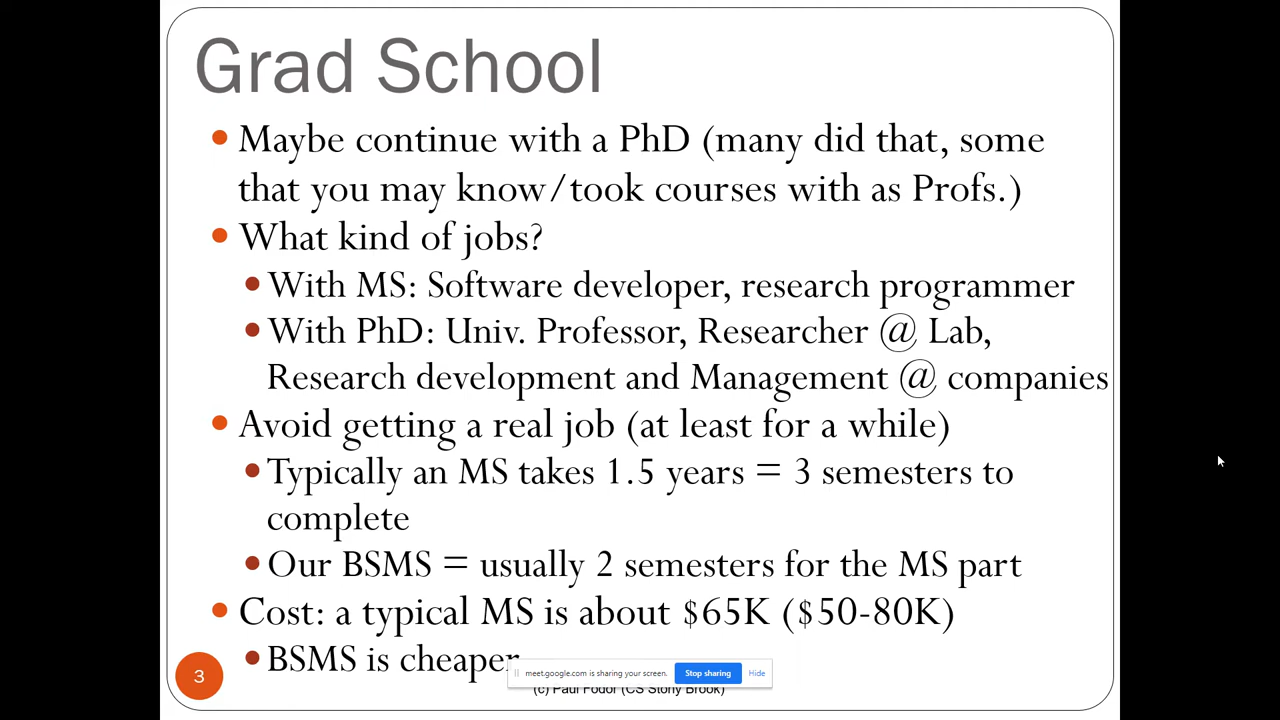 Grad School
• Maybe continue with a PhD (many did that, some
that you may know/took courses with as Profs.)
• What kind of jobs?
• With MS: Software developer, research programmer
• With PhD: Univ. Professor, Researcher @ Lab,
Research development and Management @ companies
• Avoid getting a real job (at least for a while)
• Typically an MS takes 1.5 years = 3 semesters to
complete
• Our BSMS = usually 2 semesters for the MS part
• Cost: a typical MS is about $65K ($50-80K)
• BSMS is cheaper
meet.google.com is sharing your screen. Stop sharing Hide
3
(c) Paul Fodor (CS Stony Brook)